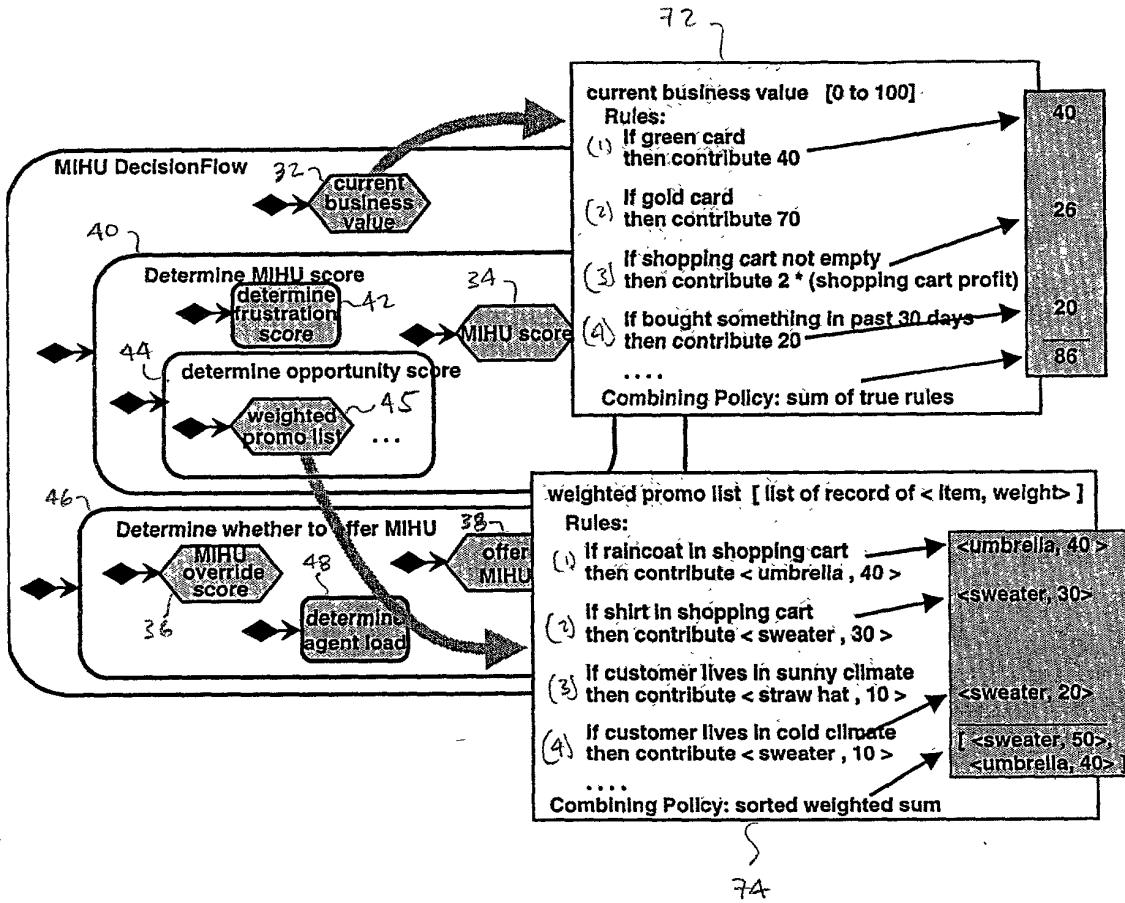 72
current business value [0 to 100]
Rules:
(1) If green card
then contribute 40
(2) If gold card
then contribute 70
(3) If shopping cart not empty
then contribute 2 * (shopping cart profit)
(4) If bought something in past 30 days
then contribute 20
....
Combining Policy: sum of true rules
40
26
20
86
MIHU DecisionFlow
32
current
business
value
40
Determine MIHU score
determine
frustration
score
42
34
MIHU score
44
determine opportunity score
weighted
promo list
45
...
46
Determine whether to offer MIHU
MIHU
override
score
36
38
offer
MIHU
48
determine
agent load
weighted promo list [ list of record of < item, weight> ]
Rules:
(1) If raincoat in shopping cart
then contribute < umbrella , 40 >
(2) If shirt in shopping cart
then contribute < sweater , 30 >
(3) If customer lives in sunny climate
then contribute < straw hat , 10 >
(4) If customer lives in cold climate
then contribute < sweater , 10 >
....
Combining Policy: sorted weighted sum
<umbrella, 40 >
<sweater, 30>
<sweater, 20>
[ <sweater, 50>,
<umbrella, 40> ]
74